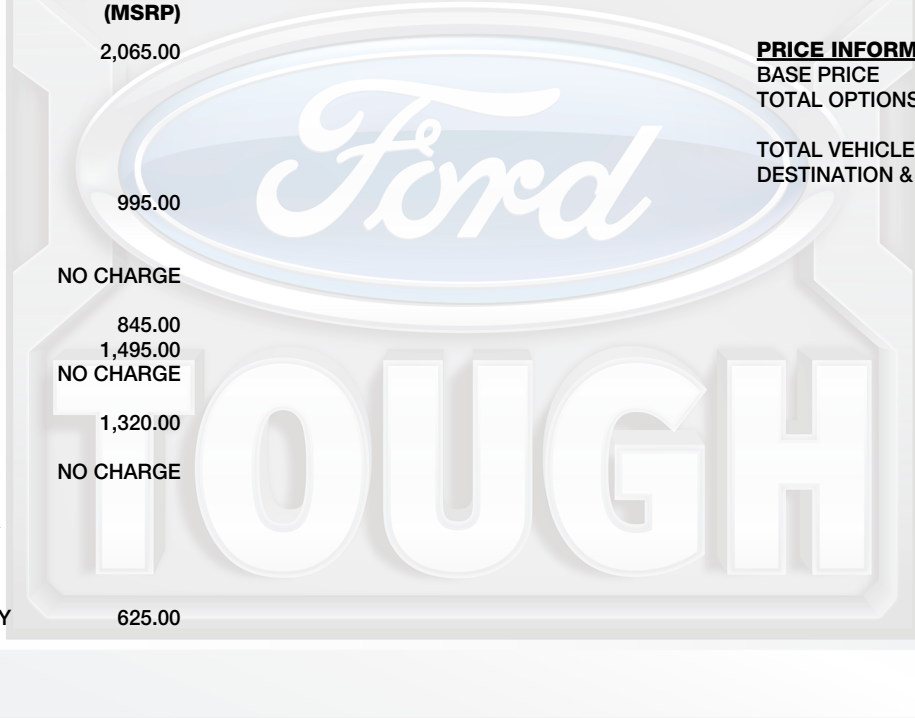 (MSRP)
2,065.00
995.00
NO CHARGE
845.00
1,495.00
NO CHARGE
1,320.00
NO CHARGE
Y 625.00
PRICE INFORM
BASE PRICE
TOTAL OPTIONS
TOTAL VEHICLE
DESTINATION &
Ford
TOUGH